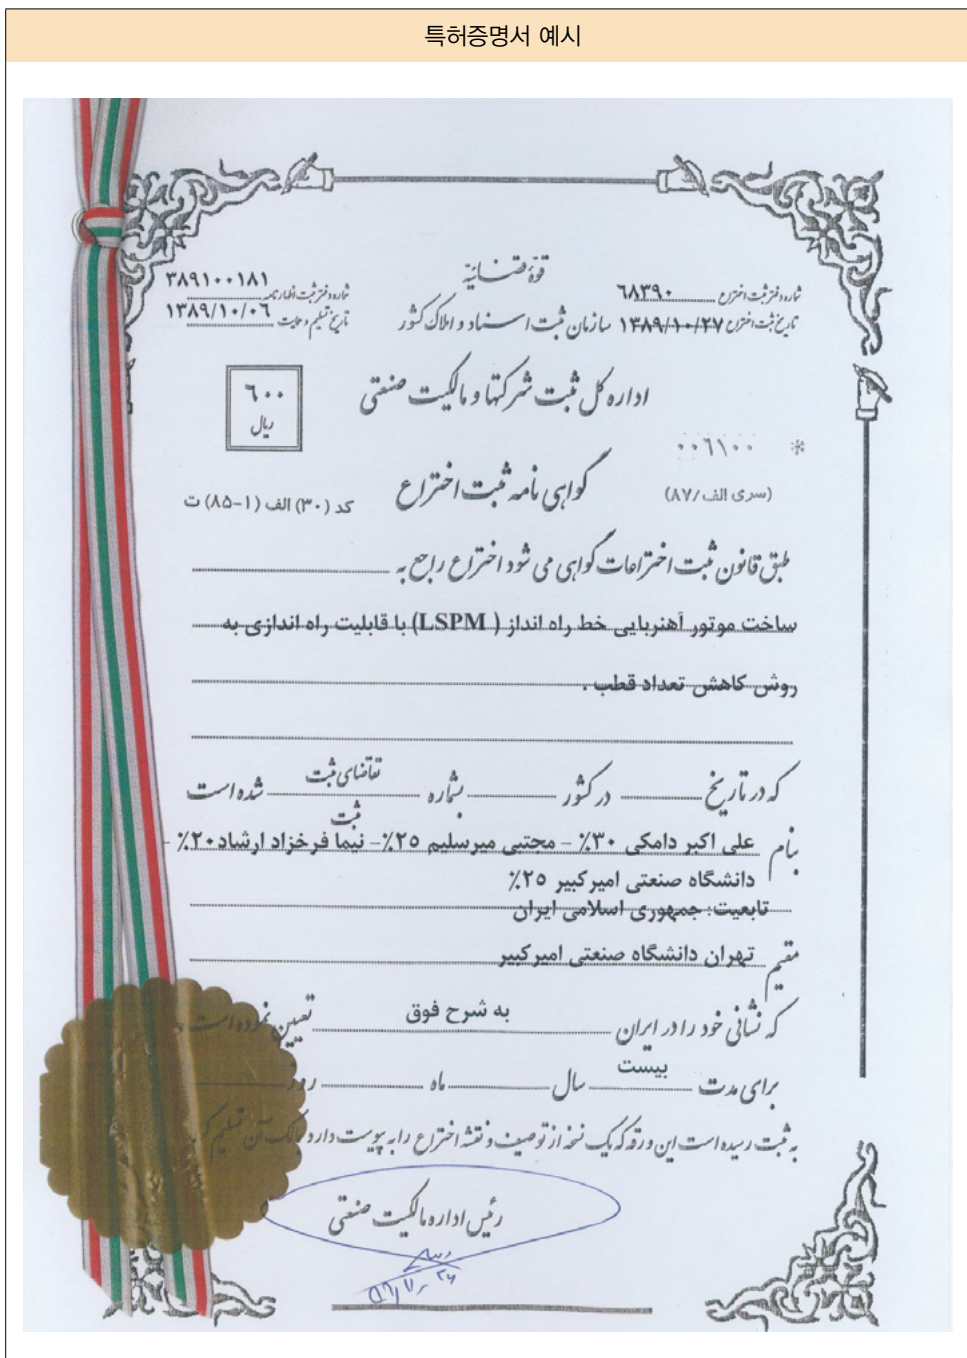 특허증명서 예시
قوهٔ قضائیه
شماره دفتر ثبت اختراع ۶۸۳۹۰
شماره دفتر ثبت اظهارنامه ۳۸۹۱۰۰۱۸۱
تاریخ ثبت اختراع ۱۳۸۹/۱۰/۲۷
سازمان ثبت اسناد و املاک کشور
تاریخ تسلیم و حمایت ۱۳۸۹/۱۰/۰۶
اداره کل ثبت شرکتها و مالکیت صنعتی
۶۰۰
ریال
۰۰۶۱۰۰ *
(سری الف/۸۷)
گواهی نامه ثبت اختراع
کد (۳۰) الف (۱-۸۵) ت
طبق قانون ثبت اختراعات گواهی می شود اختراع راجع به
ساخت موتور آهنربایی خط راه انداز ( LSPM) با قابلیت راه اندازی به
روش کاهش تعداد قطب .
که در تاریخ در کشور بشماره تقاضای ثبت شده است
ثبت
بنام علی اکبر دامکی ۳۰٪ - مجتبی میرسلیم ۲۵٪- نیما فرخزاد ارشاد۲۰٪ -
دانشگاه صنعتی امیرکبیر ۲۵٪
تابعیت: جمهوری اسلامی ایران
مقیم تهران دانشگاه صنعتی امیرکبیر
که نشانی خود را در ایران به شرح فوق تعیین نموده است
برای مدت بیست سال ماه روز
به ثبت رسیده است این ورقه که یک نسخه از توصیف و نقشه اختراع را به پیوست دارد بمالک آن تسلیم
رئیس اداره مالکیت صنعتی